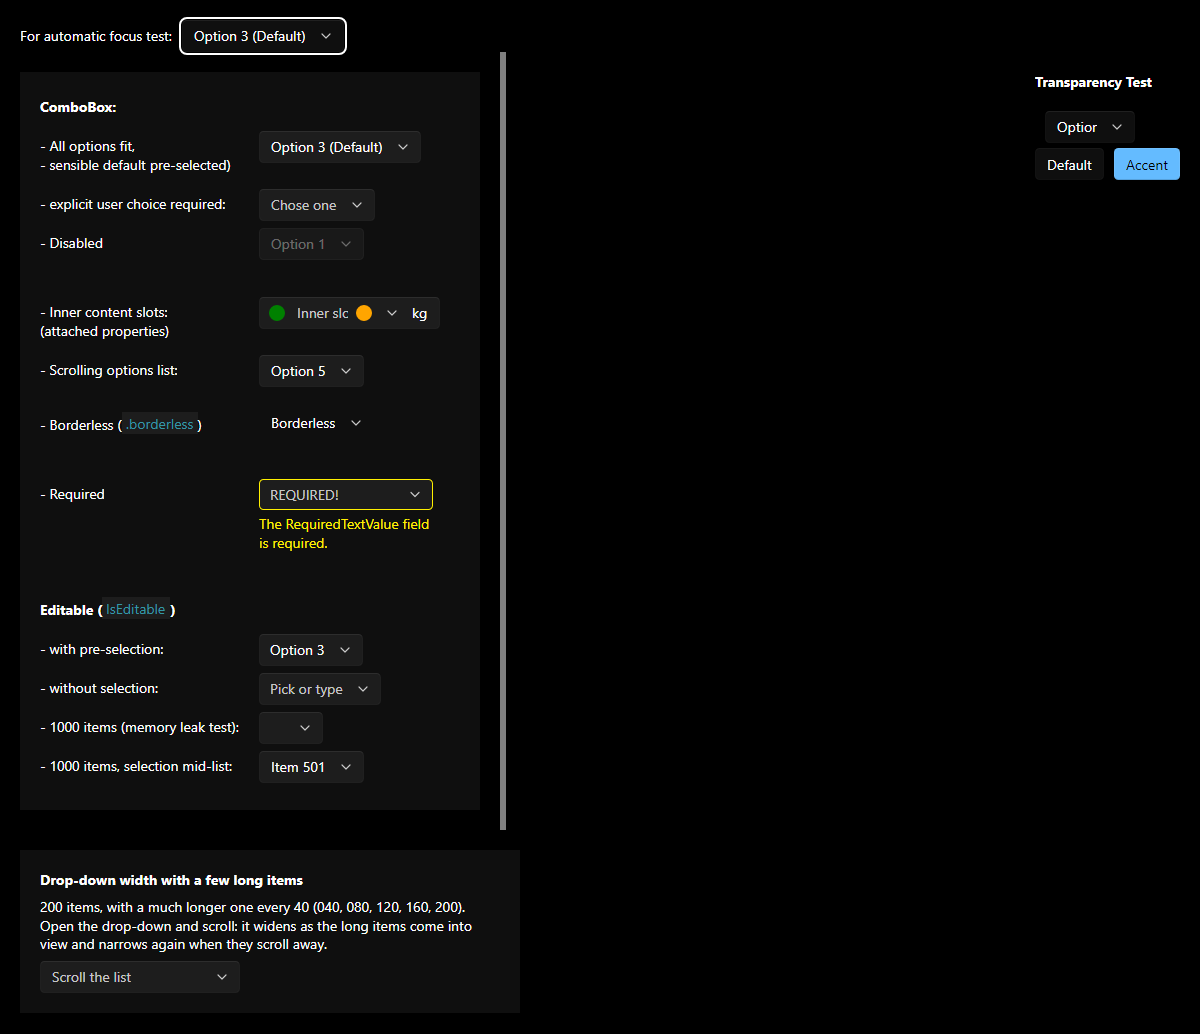 For automatic focus test: Option 3 (Default)
Transparency Test
Option
Default Accent
ComboBox:
- All options fit,
- sensible default pre-selected)
Option 3 (Default)
- explicit user choice required: Chose one
- Disabled Option 1
- Inner content slots:
(attached properties)
Inner slo kg
- Scrolling options list: Option 5
- Borderless ( .borderless ) Borderless
- Required REQUIRED!
The RequiredTextValue field
is required.
Editable ( IsEditable )
- with pre-selection: Option 3
- without selection: Pick or type
- 1000 items (memory leak test):
- 1000 items, selection mid-list: Item 501
Drop-down width with a few long items
200 items, with a much longer one every 40 (040, 080, 120, 160, 200).
Open the drop-down and scroll: it widens as the long items come into
view and narrows again when they scroll away.
Scroll the list